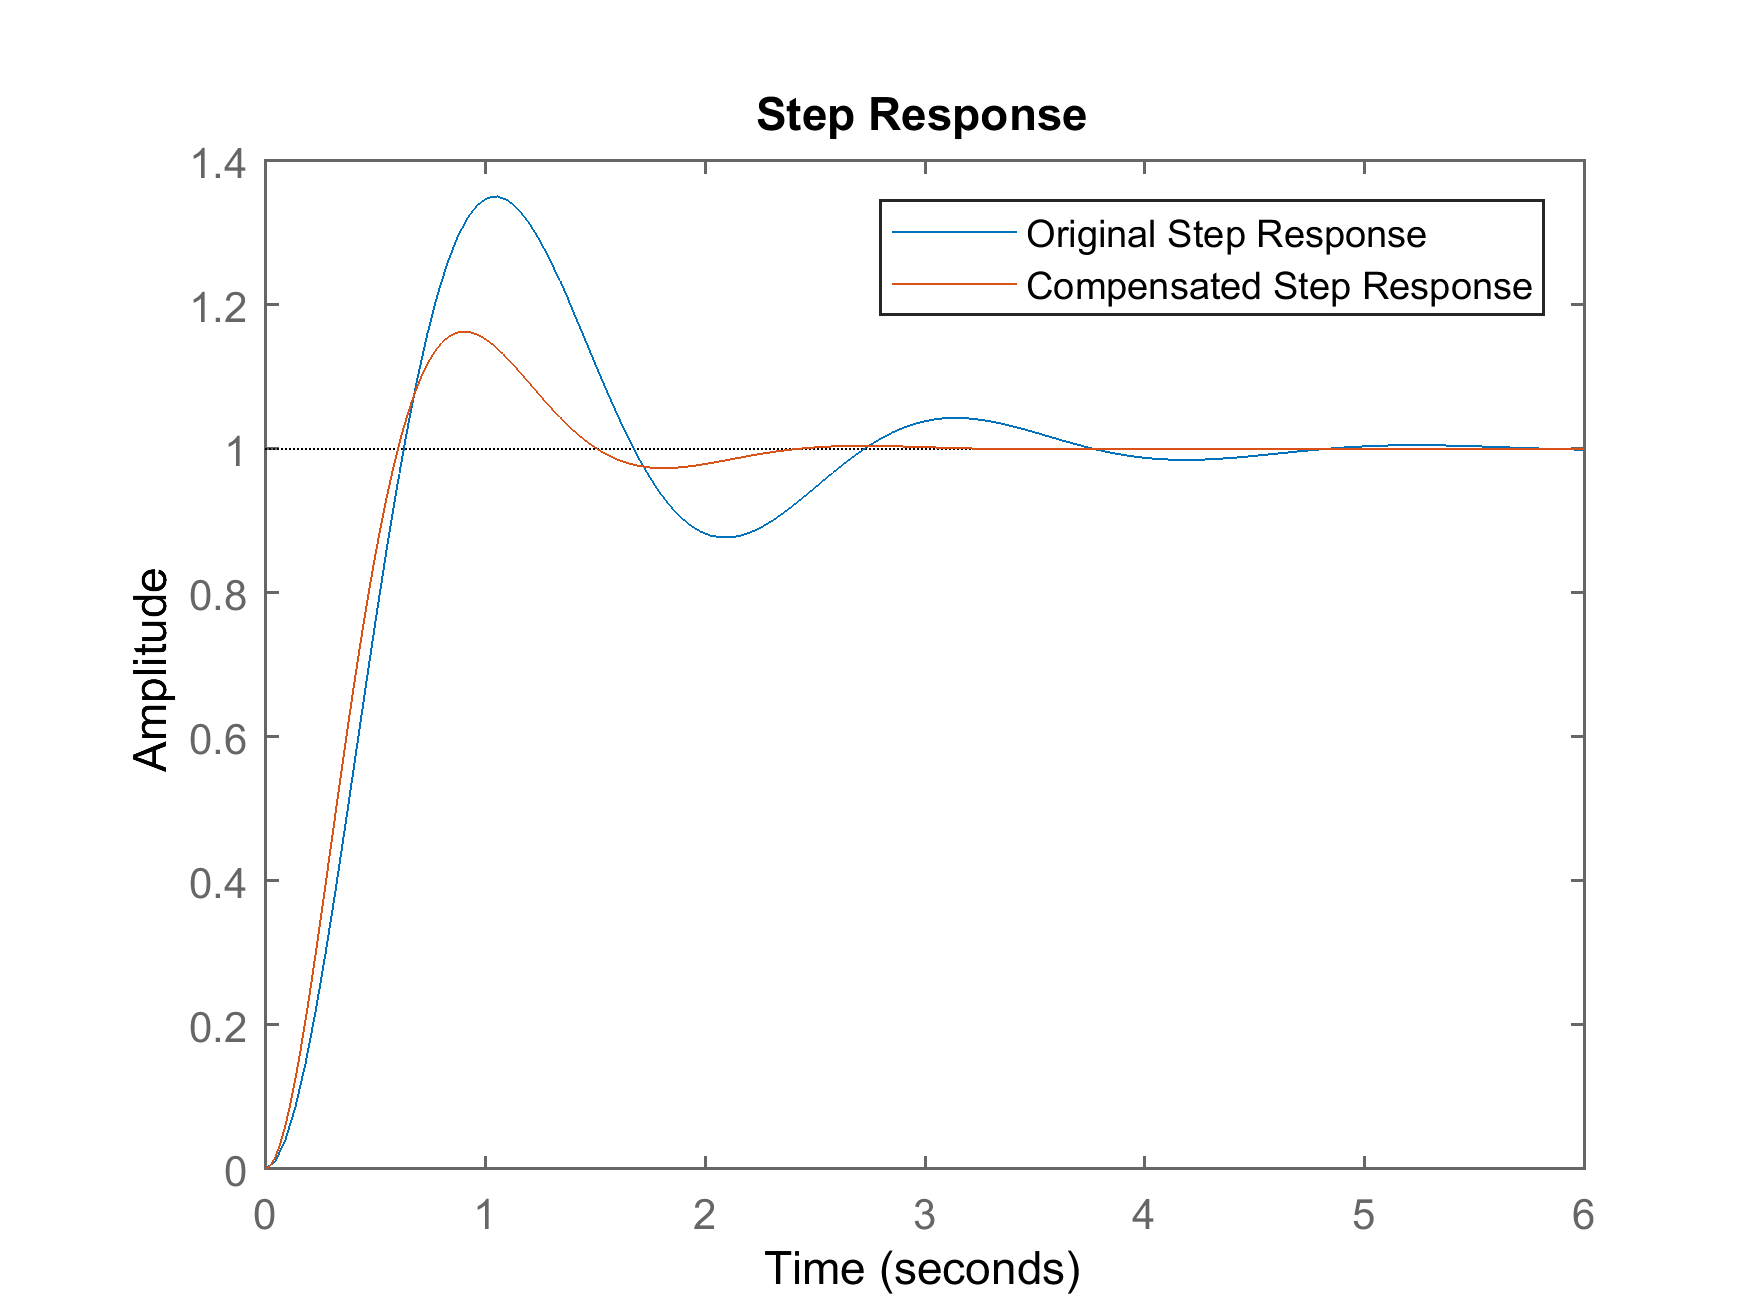 Step Response
1.4
1.2
1
0.8
0.6
0.4
0.2
0
Amplitude
Original Step Response
Compensated Step Response
0 1 2 3 4 5 6
Time (seconds)